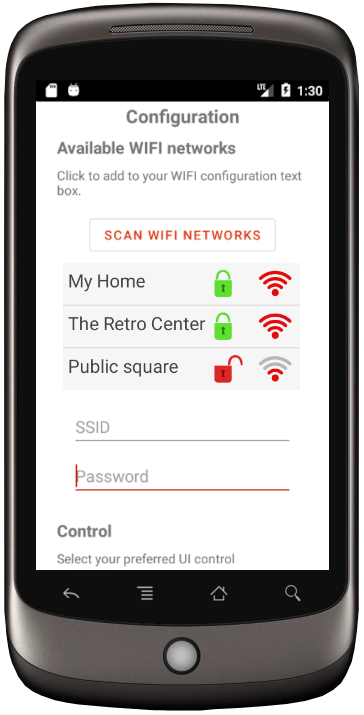 LTE 1:30
Configuration
Available WIFI networks
Click to add to your WIFI configuration text
box.
SCAN WIFI NETWORKS
My Home
The Retro Center
Public square
SSID
Password
Control
Select your preferred UI control